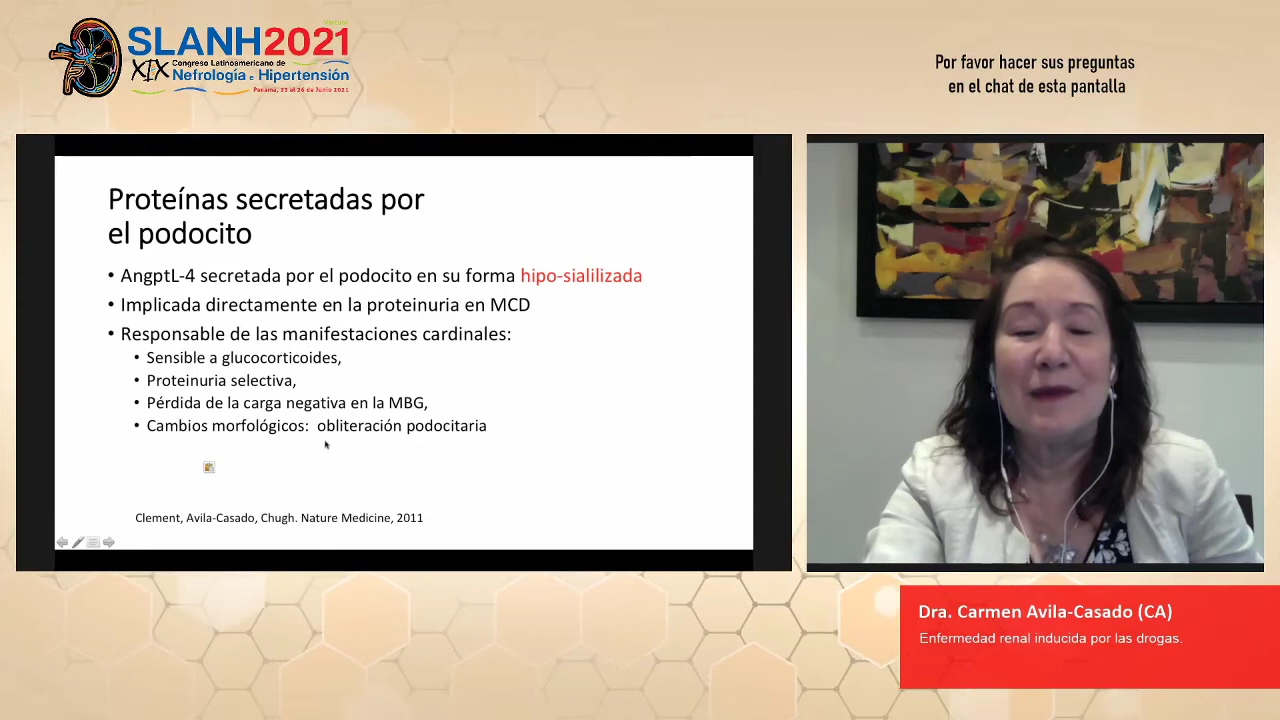 Virtual
SLANH2021
XIX Congreso Latinoamericano de
Nefrología e Hipertensión
Panamá, 23 al 26 de Junio 2021
Por favor hacer sus preguntas
en el chat de esta pantalla
Proteínas secretadas por
el podocito
• AngptL-4 secretada por el podocito en su forma hipo-sialilizada
• Implicada directamente en la proteinuria en MCD
• Responsable de las manifestaciones cardinales:
• Sensible a glucocorticoides,
• Proteinuria selectiva,
• Pérdida de la carga negativa en la MBG,
• Cambios morfológicos: obliteración podocitaria
Clement, Avila-Casado, Chugh. Nature Medicine, 2011
Dra. Carmen Avila-Casado (CA)
Enfermedad renal inducida por las drogas.